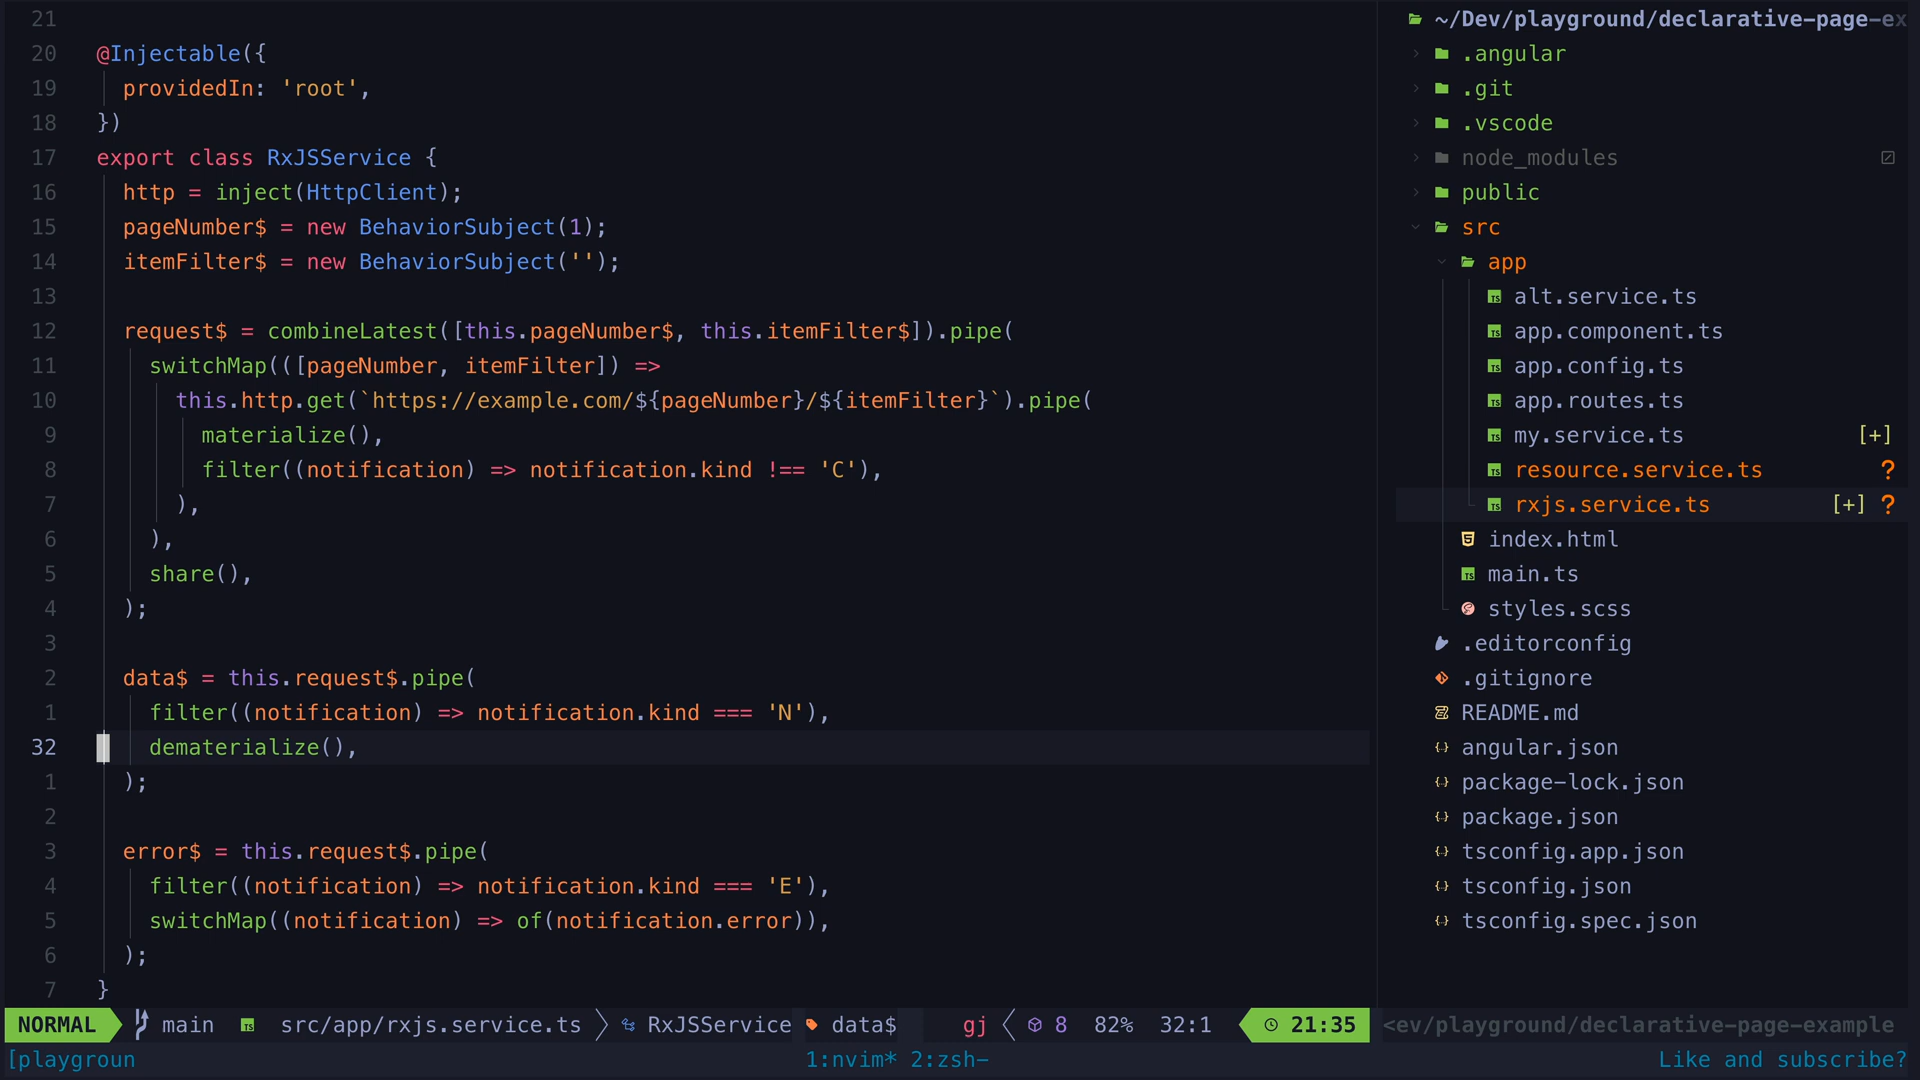 21
20 @Injectable({
19 providedIn: 'root',
18 })
17 export class RxJSService {
16 http = inject(HttpClient);
15 pageNumber$ = new BehaviorSubject(1);
14 itemFilter$ = new BehaviorSubject('');
13
12 request$ = combineLatest([this.pageNumber$, this.itemFilter$]).pipe(
11 switchMap(([pageNumber, itemFilter]) =>
10 this.http.get(`https://example.com/${pageNumber}/${itemFilter}`).pipe(
9 materialize(),
8 filter((notification) => notification.kind !== 'C'),
7 ),
6 ),
5 share(),
4 );
3
2 data$ = this.request$.pipe(
1 filter((notification) => notification.kind === 'N'),
32 dematerialize(),
1 );
2
3 error$ = this.request$.pipe(
4 filter((notification) => notification.kind === 'E'),
5 switchMap((notification) => of(notification.error)),
6 );
7 }
~/Dev/playground/declarative-page-ex
.angular
.git
.vscode
node_modules
public
src
app
alt.service.ts
app.component.ts
app.config.ts
app.routes.ts
my.service.ts [+]
resource.service.ts ?
rxjs.service.ts [+] ?
index.html
main.ts
styles.scss
.editorconfig
.gitignore
README.md
angular.json
package-lock.json
package.json
tsconfig.app.json
tsconfig.json
tsconfig.spec.json
NORMAL main src/app/rxjs.service.ts RxJSService data$ gj 8 82% 32:1 21:35 <ev/playground/declarative-page-example
[playgroun 1:nvim* 2:zsh- Like and subscribe?